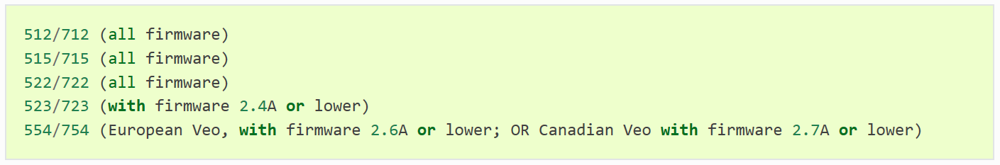 512/712 (all firmware)
515/715 (all firmware)
522/722 (all firmware)
523/723 (with firmware 2.4A or lower)
554/754 (European Veo, with firmware 2.6A or lower; OR Canadian Veo with firmware 2.7A or lower)